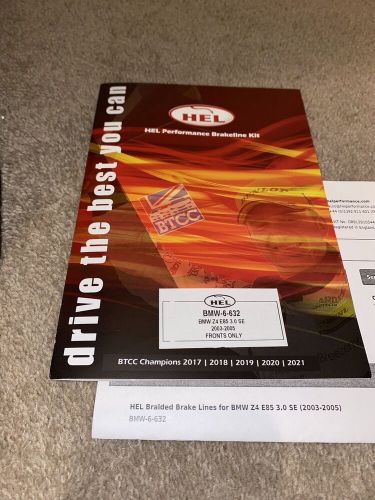 drive the best you can
HEL
HEL Performance Brakeline Kit
DUNLOP
BTCC
HEL
BMW-6-632
BMW Z4 E85 3.0 SE
2003-2005
FRONTS ONLY
BTCC Champions 2017 | 2018 | 2019 | 2020 | 2021
HEL Braided Brake Lines for BMW Z4 E85 3.0 SE (2003-2005)
BMW-6-632